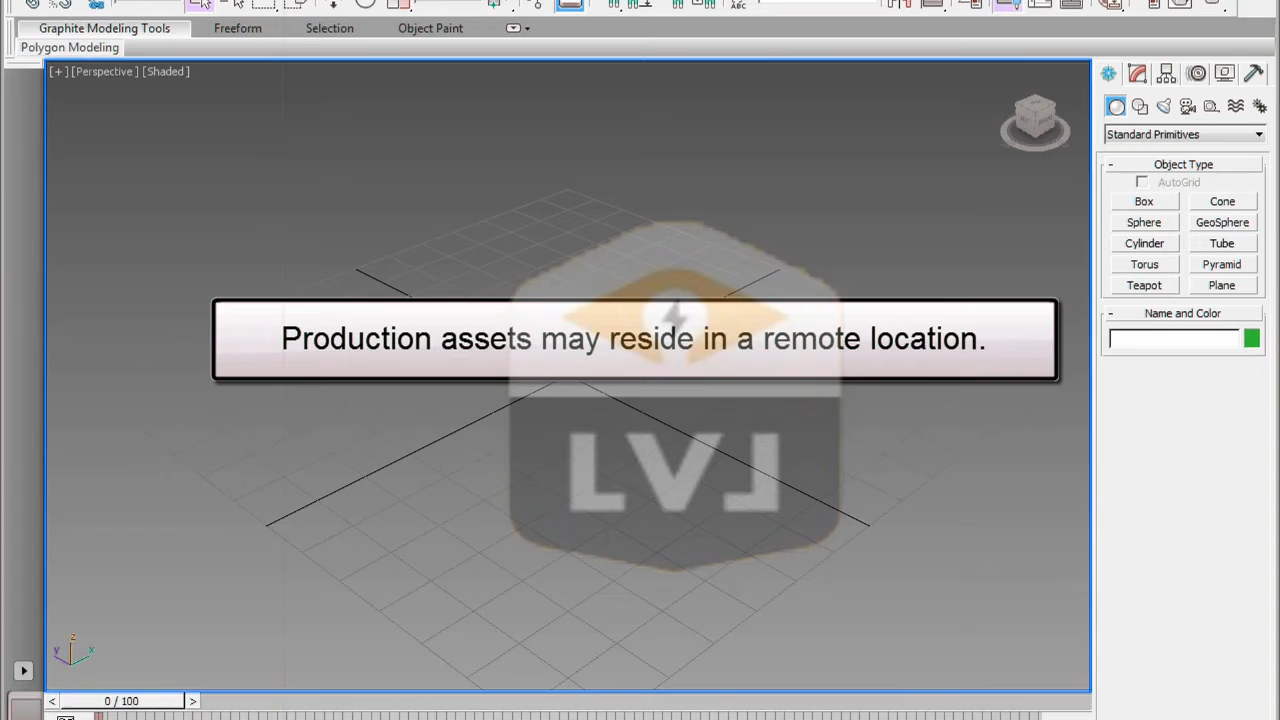 Graphite Modeling Tools Freeform Selection Object Paint
Polygon Modeling
[+] [Perspective] [Shaded]
Standard Primitives
- Object Type
AutoGrid
Box Cone
Sphere GeoSphere
Cylinder Tube
Torus Pyramid
Teapot Plane
- Name and Color
Production assets may reside in a remote location.
LVL
z
y x
< 0 / 100 >